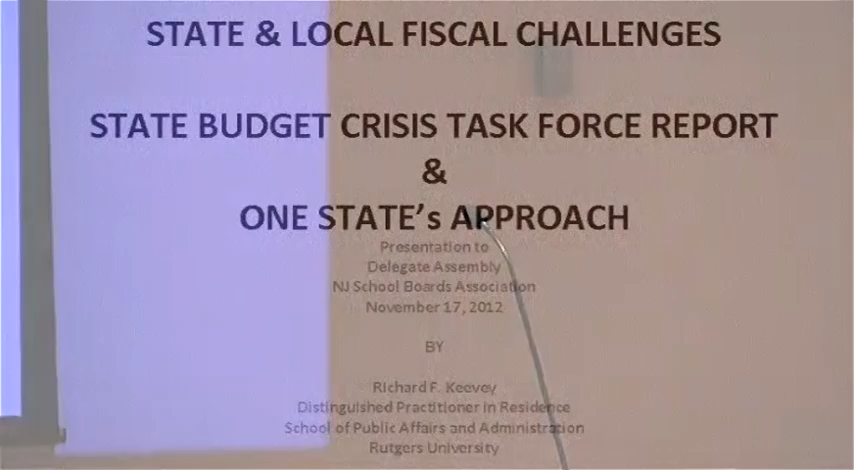 STATE & LOCAL FISCAL CHALLENGES
STATE BUDGET CRISIS TASK FORCE REPORT
&
ONE STATE's APPROACH
Presentation to
Delegate Assembly
NJ School Boards Association
November 17, 2012
BY
Richard F. Keevey
Distinguished Practitioner in Residence
School of Public Affairs and Administration
Rutgers University